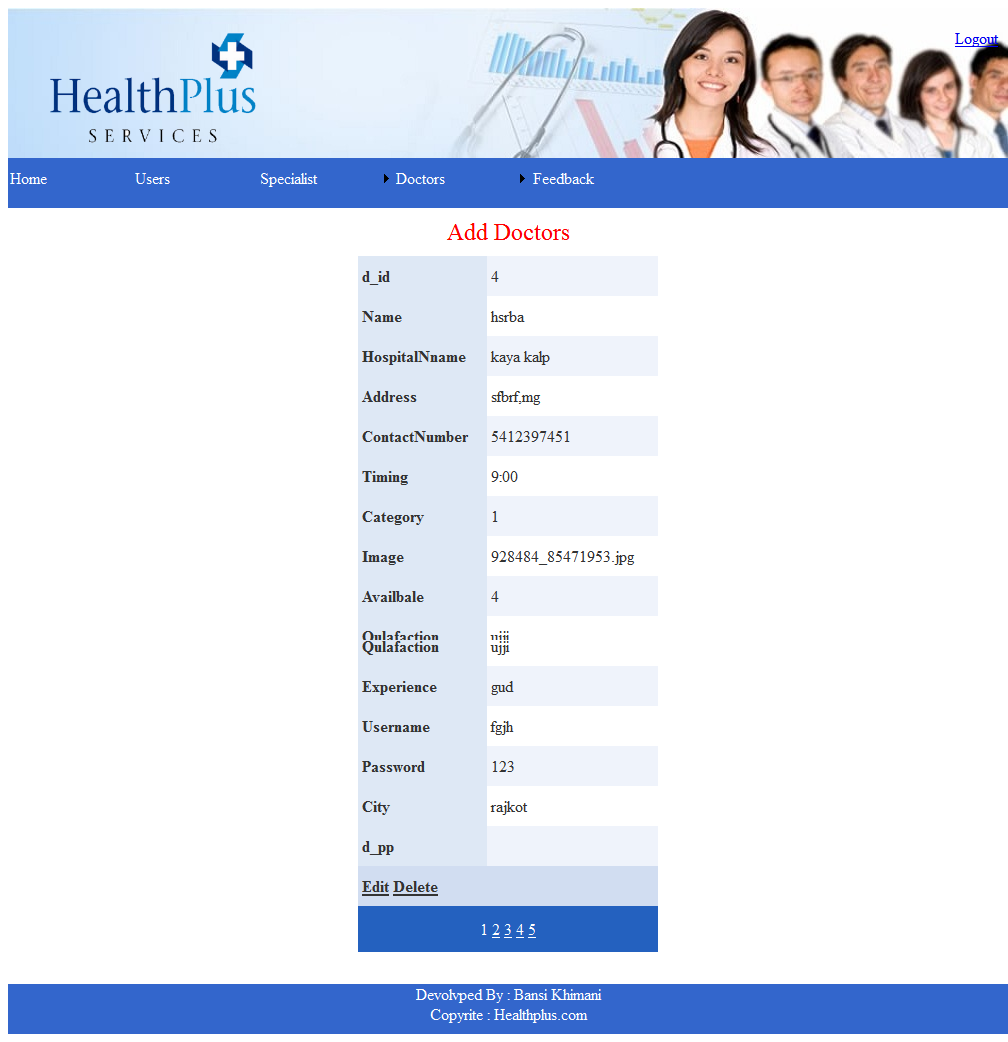 HealthPlus
SERVICES
Logout
Home Users Specialist Doctors Feedback
Add Doctors
d_id 4
Name hsrba
HospitalNname kaya kalp
Address sfbrf,mg
ContactNumber 5412397451
Timing 9:00
Category 1
Image 928484_85471953.jpg
Availbale 4
Qulafaction ujji
Qulafaction ujji
Experience gud
Username fgjh
Password 123
City rajkot
d_pp
Edit Delete
1 2 3 4 5
Devolvped By : Bansi Khimani
Copyrite : Healthplus.com